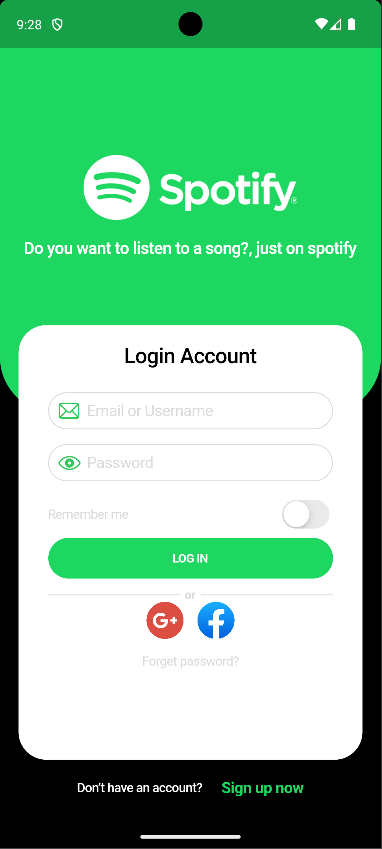 9:28
Spotify®
Do you want to listen to a song?, just on spotify
Login Account
Email or Username
Password
Remember me
LOG IN
or
G+ f
Forget password?
Don't have an account? Sign up now